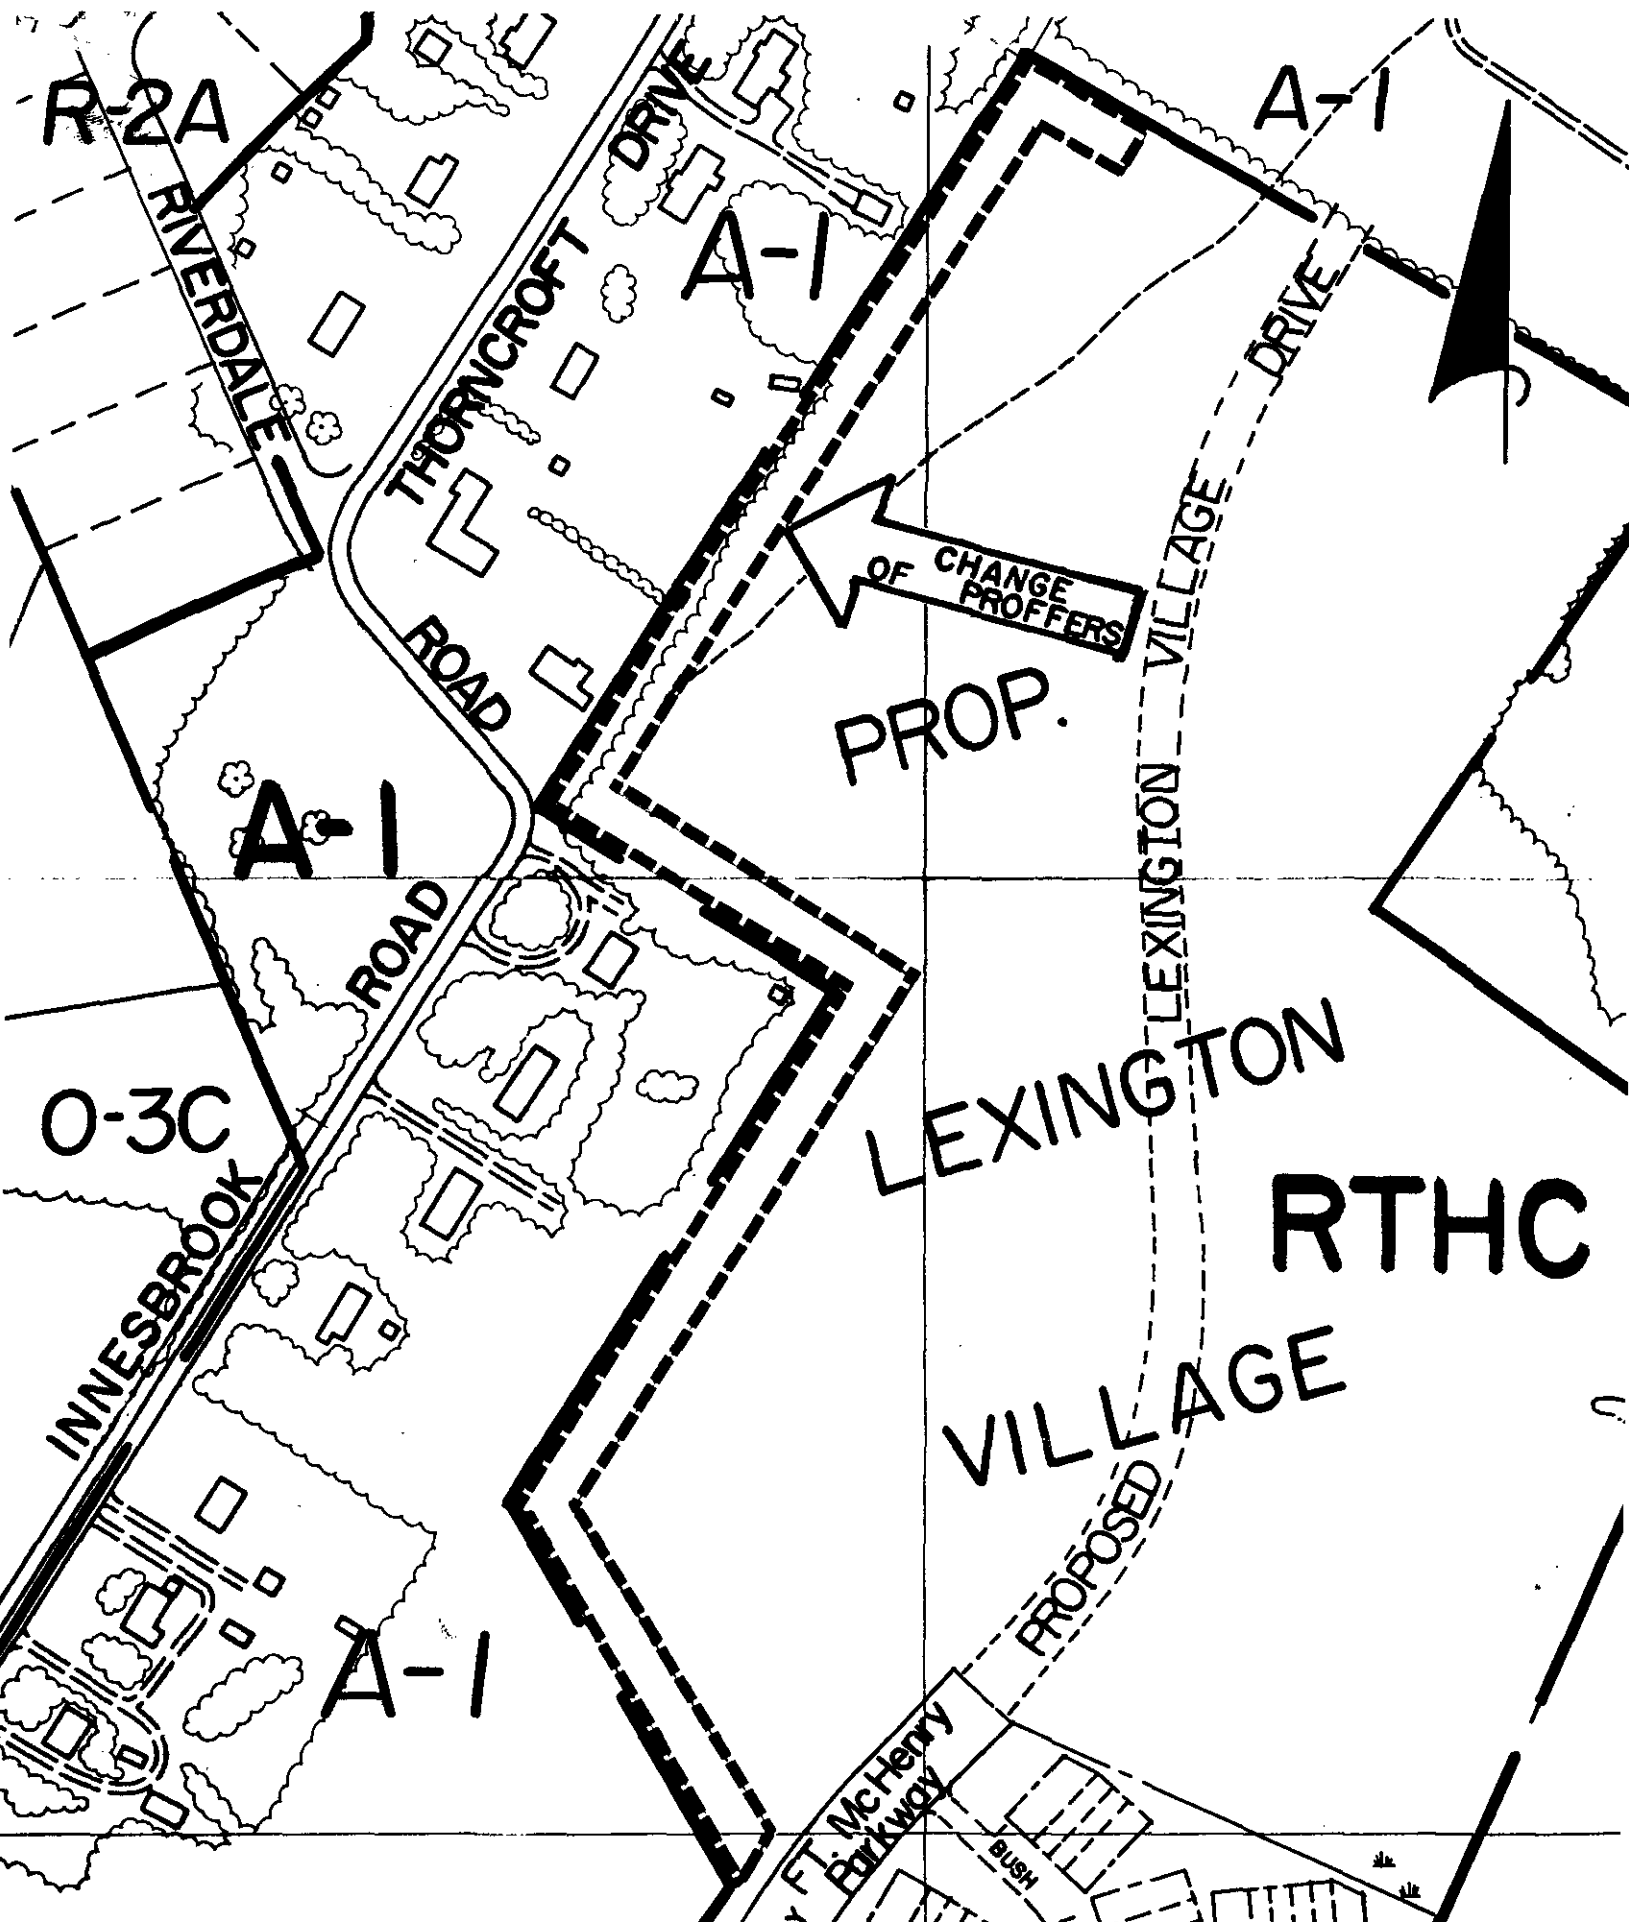 R-2A
RIVERDALE
THORNCROFT DRIVE
A-1
A-1
LEXINGTON VILLAGE DRIVE
CHANGE
OF PROFFERS
ROAD
PROP.
A-1
ROAD
LEXINGTON
O-3C
INNESBROOK
RTHC
VILLAGE
PROPOSED
A-1
FT. McHenry
Parkway
BUSH